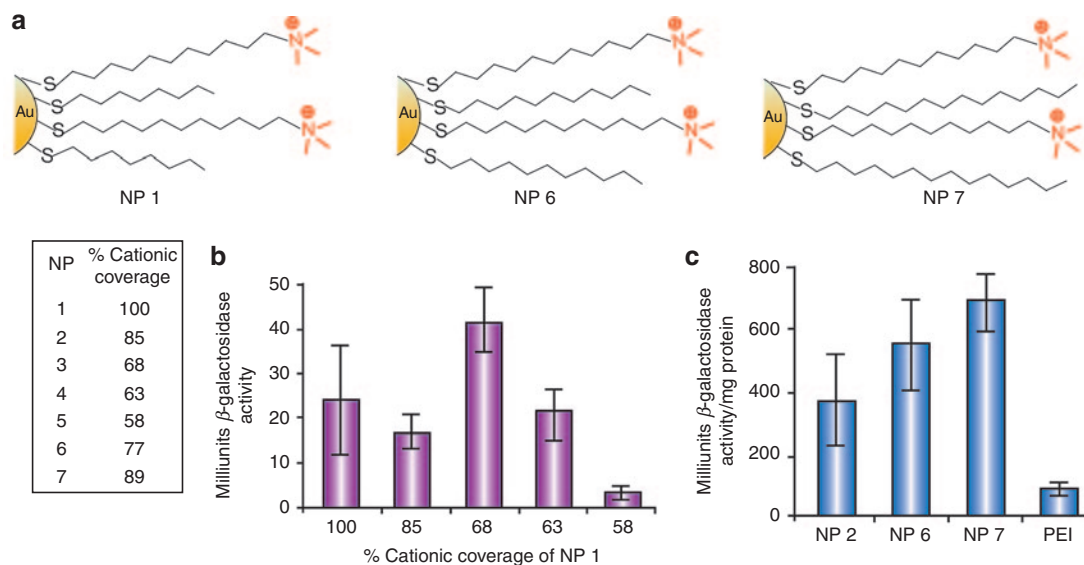 a
⊕
N
S
S
Au
S
⊕
N
S
NP 1
⊕
N
S
S
Au
S
⊕
N
S
NP 6
⊕
N
S
S
Au
S
⊕
N
S
NP 7
NP % Cationic
coverage
1 100
2 85
3 68
4 63
5 58
6 77
7 89
b
Milliunits β-galactosidase
activity
50
40
30
20
10
0
100 85 68 63 58
% Cationic coverage of NP 1
c
Milliunits β-galactosidase
activity/mg protein
800
600
400
200
0
NP 2 NP 6 NP 7 PEI